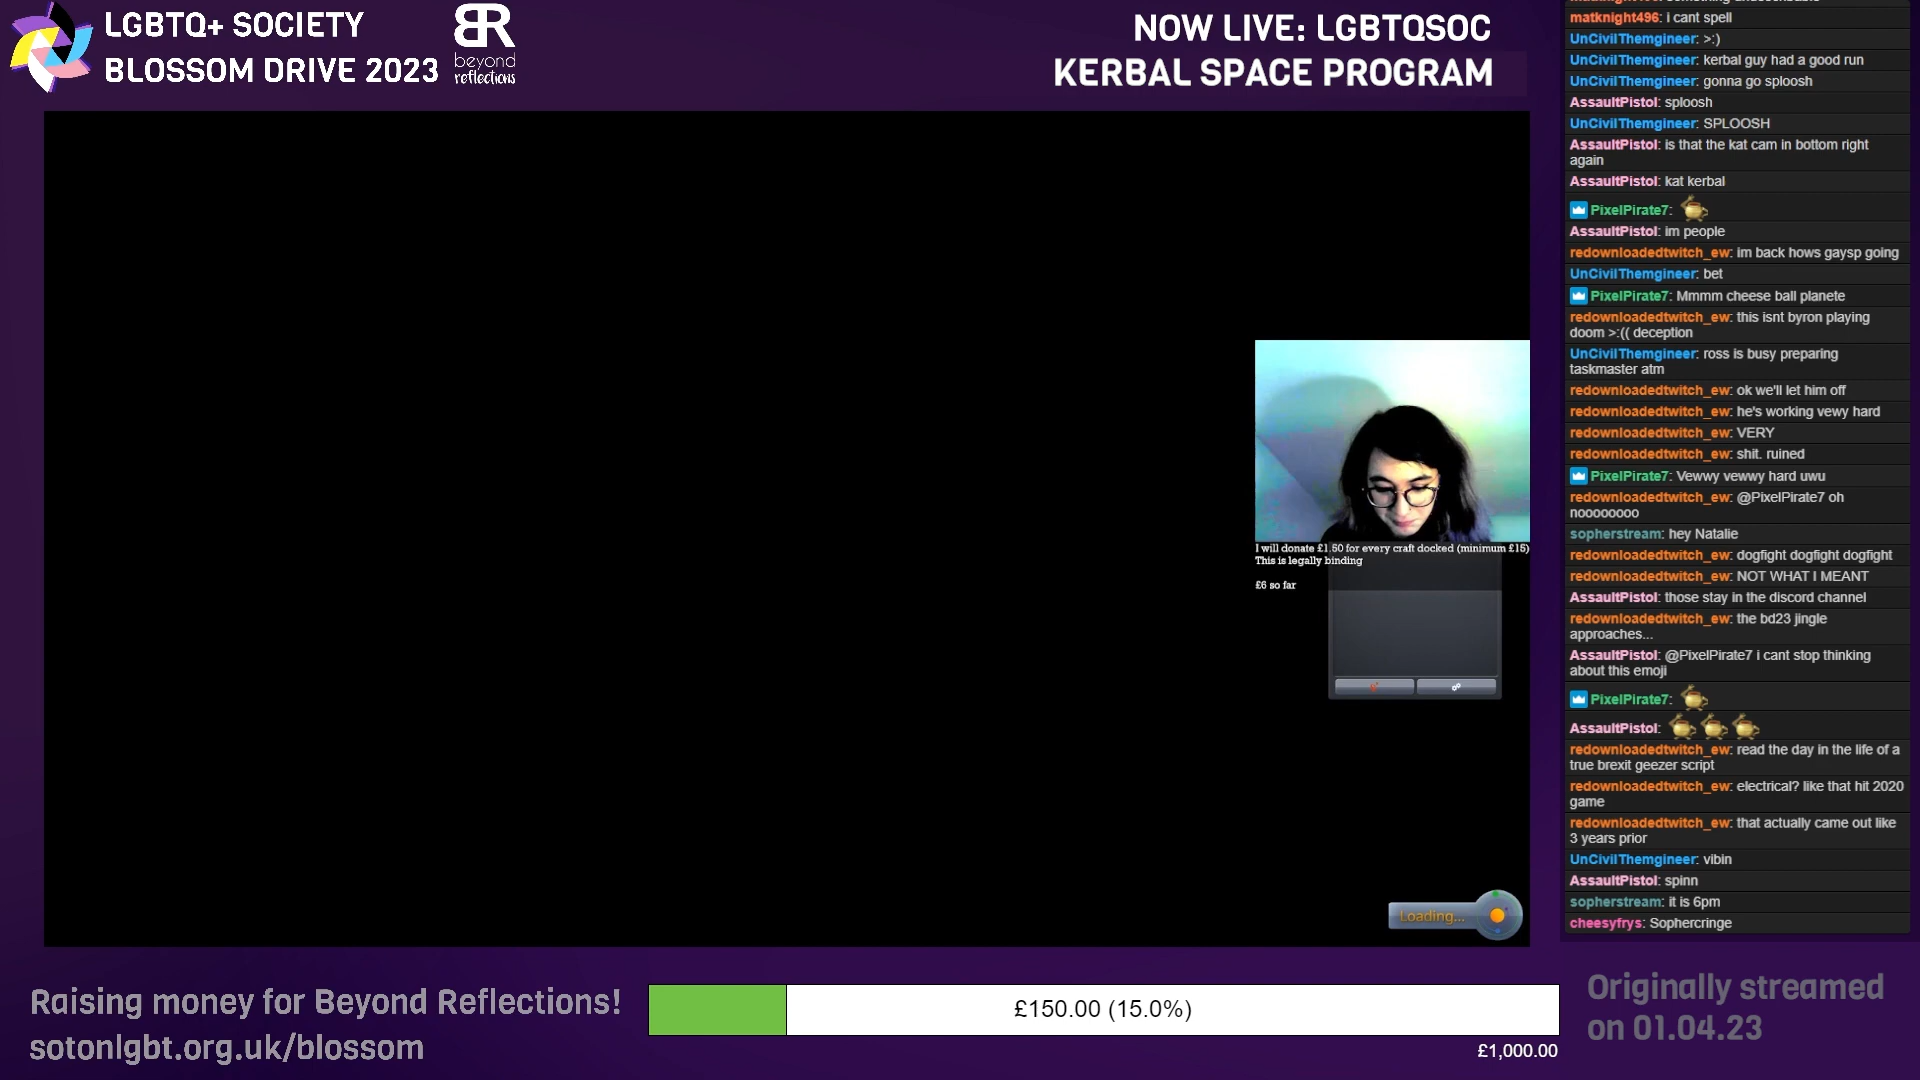 LGBTQ+ SOCIETY
BLOSSOM DRIVE 2023
BR
beyond
reflections
NOW LIVE: LGBTQSOC
KERBAL SPACE PROGRAM
matknight496: i cant spell
UnCivilThemgineer: >:)
UnCivilThemgineer: kerbal guy had a good run
UnCivilThemgineer: gonna go sploosh
AssaultPistol: sploosh
UnCivilThemgineer: SPLOOSH
AssaultPistol: is that the kat cam in bottom right
again
AssaultPistol: kat kerbal
PixelPirate7:
AssaultPistol: im people
redownloadedtwitch_ew: im back hows gaysp going
UnCivilThemgineer: bet
PixelPirate7: Mmmm cheese ball planete
redownloadedtwitch_ew: this isnt byron playing
doom >:(( deception
UnCivilThemgineer: ross is busy preparing
taskmaster atm
redownloadedtwitch_ew: ok we'll let him off
redownloadedtwitch_ew: he's working vewy hard
redownloadedtwitch_ew: VERY
redownloadedtwitch_ew: shit. ruined
PixelPirate7: Vewwy vewwy hard uwu
redownloadedtwitch_ew: @PixelPirate7 oh
noooooooo
sopherstream: hey Natalie
redownloadedtwitch_ew: dogfight dogfight dogfight
redownloadedtwitch_ew: NOT WHAT I MEANT
AssaultPistol: those stay in the discord channel
redownloadedtwitch_ew: the bd23 jingle
approaches...
AssaultPistol: @PixelPirate7 i cant stop thinking
about this emoji
PixelPirate7:
AssaultPistol:
redownloadedtwitch_ew: read the day in the life of a
true brexit geezer script
redownloadedtwitch_ew: electrical? like that hit 2020
game
redownloadedtwitch_ew: that actually came out like
3 years prior
UnCivilThemgineer: vibin
AssaultPistol: spinn
sopherstream: it is 6pm
cheesyfrys: Sophercringe
I will donate £1.50 for every craft docked (minimum £15)
This is legally binding
£6 so far
Loading...
Raising money for Beyond Reflections!
sotonlgbt.org.uk/blossom
£150.00 (15.0%)
£1,000.00
Originally streamed
on 01.04.23